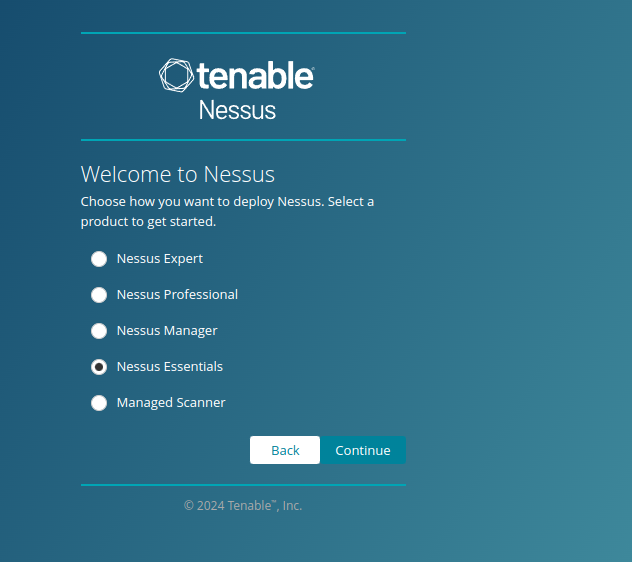 tenable
Nessus
Welcome to Nessus
Choose how you want to deploy Nessus. Select a
product to get started.
Nessus Expert
Nessus Professional
Nessus Manager
Nessus Essentials
Managed Scanner
Back Continue
© 2024 Tenable™, Inc.